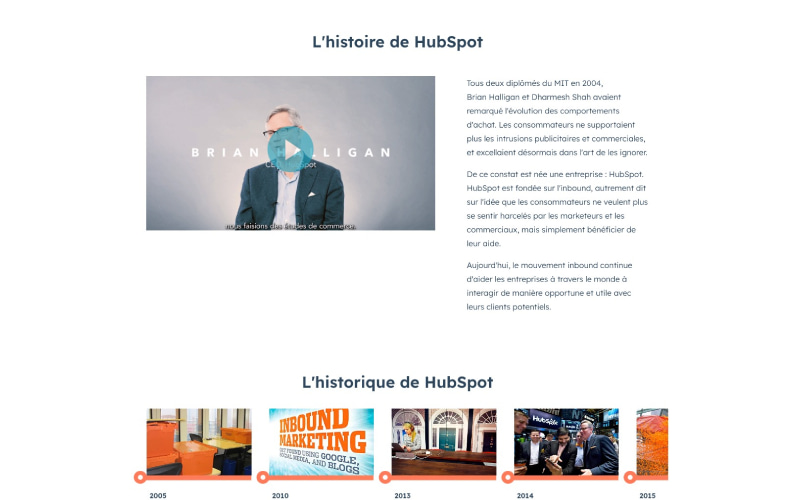 L'histoire de HubSpot
BRIAN HALLIGAN
nous faisions des études de commerce.
Tous deux diplômés du MIT en 2004,
Brian Halligan et Dharmesh Shah avaient
remarqué l'évolution des comportements
d'achat. Les consommateurs ne supportaient
plus les intrusions publicitaires et commerciales,
et excellaient désormais dans l'art de les ignorer.
De ce constat est née une entreprise : HubSpot.
HubSpot est fondée sur l'inbound, autrement dit
sur l'idée que les consommateurs ne veulent plus
se sentir harcelés par les marketeurs et les
commerciaux, mais simplement bénéficier de
leur aide.
Aujourd'hui, le mouvement inbound continue
d'aider les entreprises à travers le monde à
interagir de manière opportune et utile avec
leurs clients potentiels.
L'historique de HubSpot
INBOUND
MARKETING
GET FOUND USING GOOGLE,
SOCIAL MEDIA, AND BLOGS
HubSpot
2005
2010
2013
2014
2015